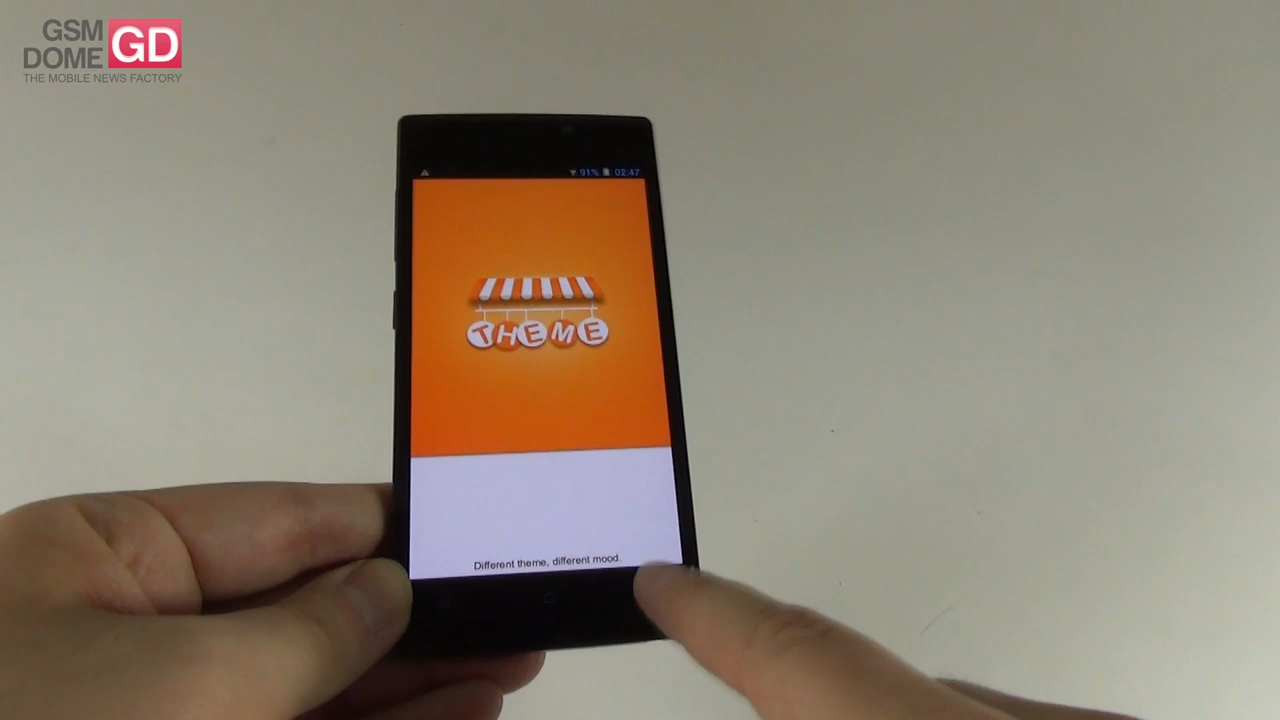 GSM
DOME GD
THE MOBILE NEWS FACTORY
91% 02:47
THEME
Different theme, different mood.